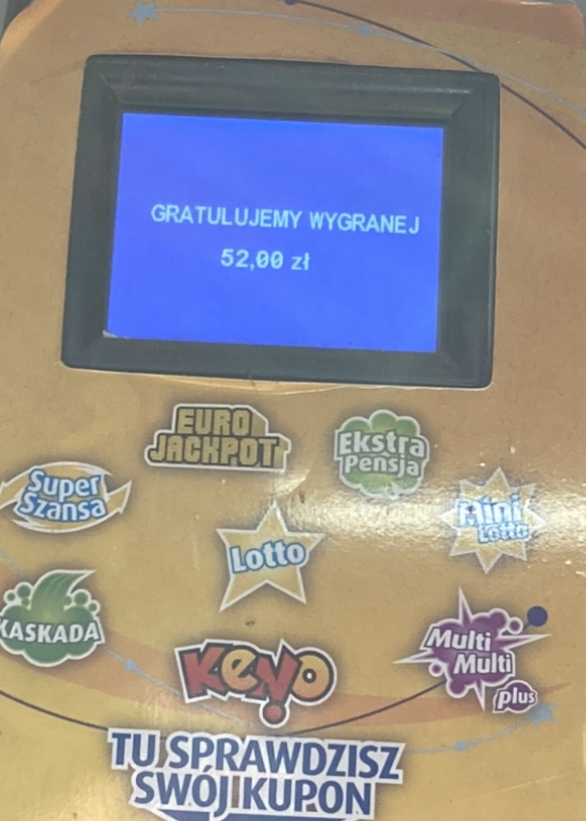 GRATULUJEMY WYGRANEJ
52,00 zł
EURO
JACKPOT
Ekstra
Pensja
Super
Szansa
Mini
Lotto
Lotto
KASKADA
Multi
Multi
plus
KENO
TU SPRAWDZISZ
SWÓJ KUPON